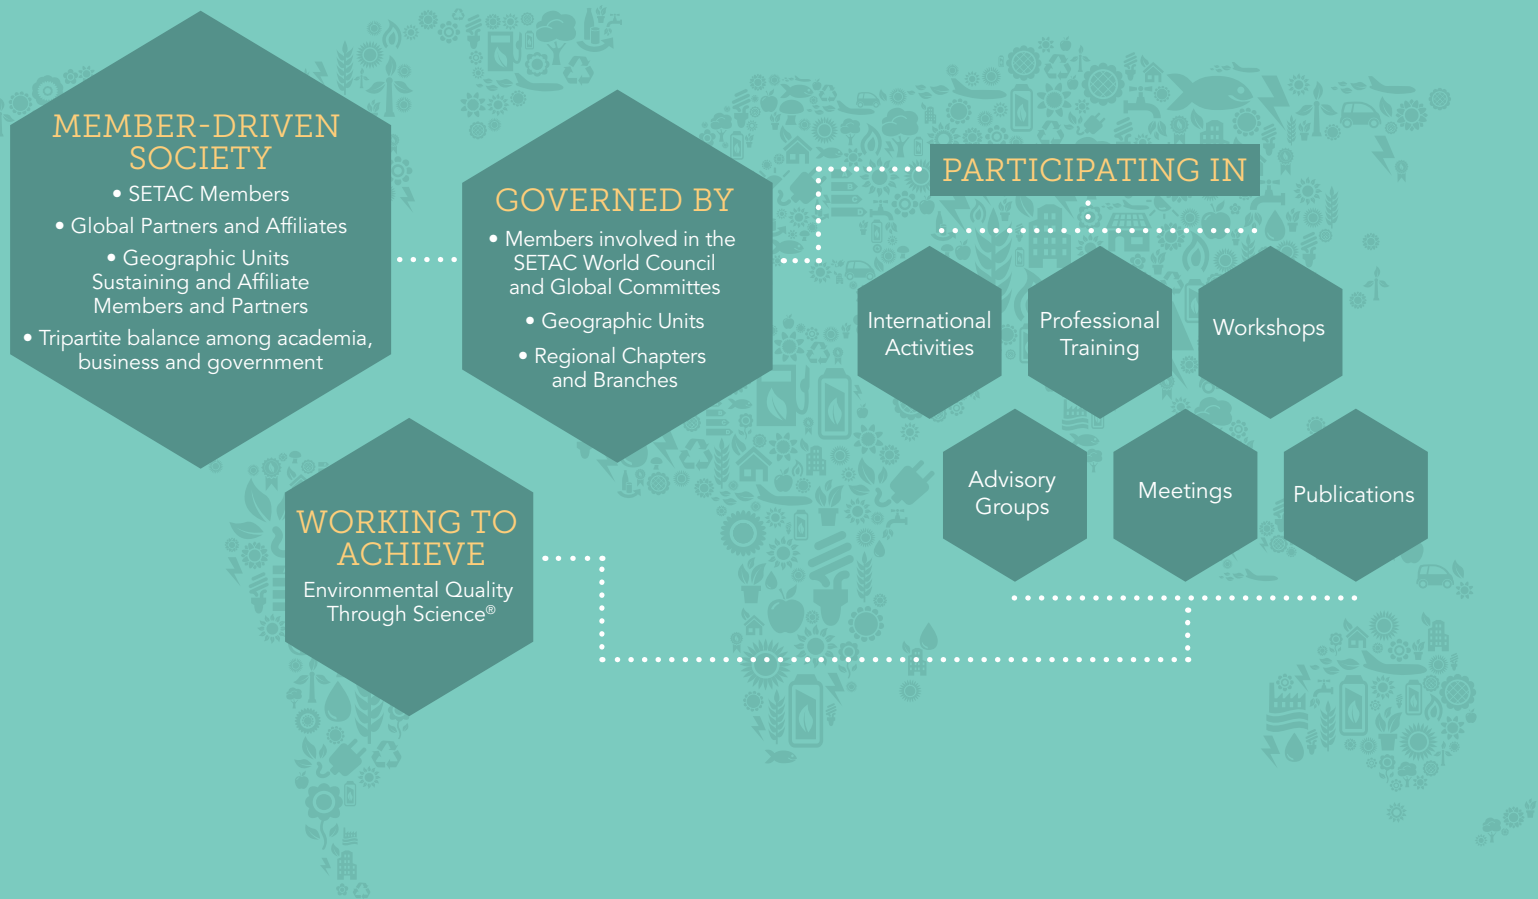 MEMBER-DRIVEN
SOCIETY
• SETAC Members
• Global Partners and Affiliates
• Geographic Units
Sustaining and Affiliate
Members and Partners
• Tripartite balance among academia,
business and government
GOVERNED BY
• Members involved in the
SETAC World Council
and Global Committes
• Geographic Units
• Regional Chapters
and Branches
PARTICIPATING IN
International
Activities
Professional
Training
Workshops
Advisory
Groups
Meetings
Publications
WORKING TO
ACHIEVE
Environmental Quality
Through Science®